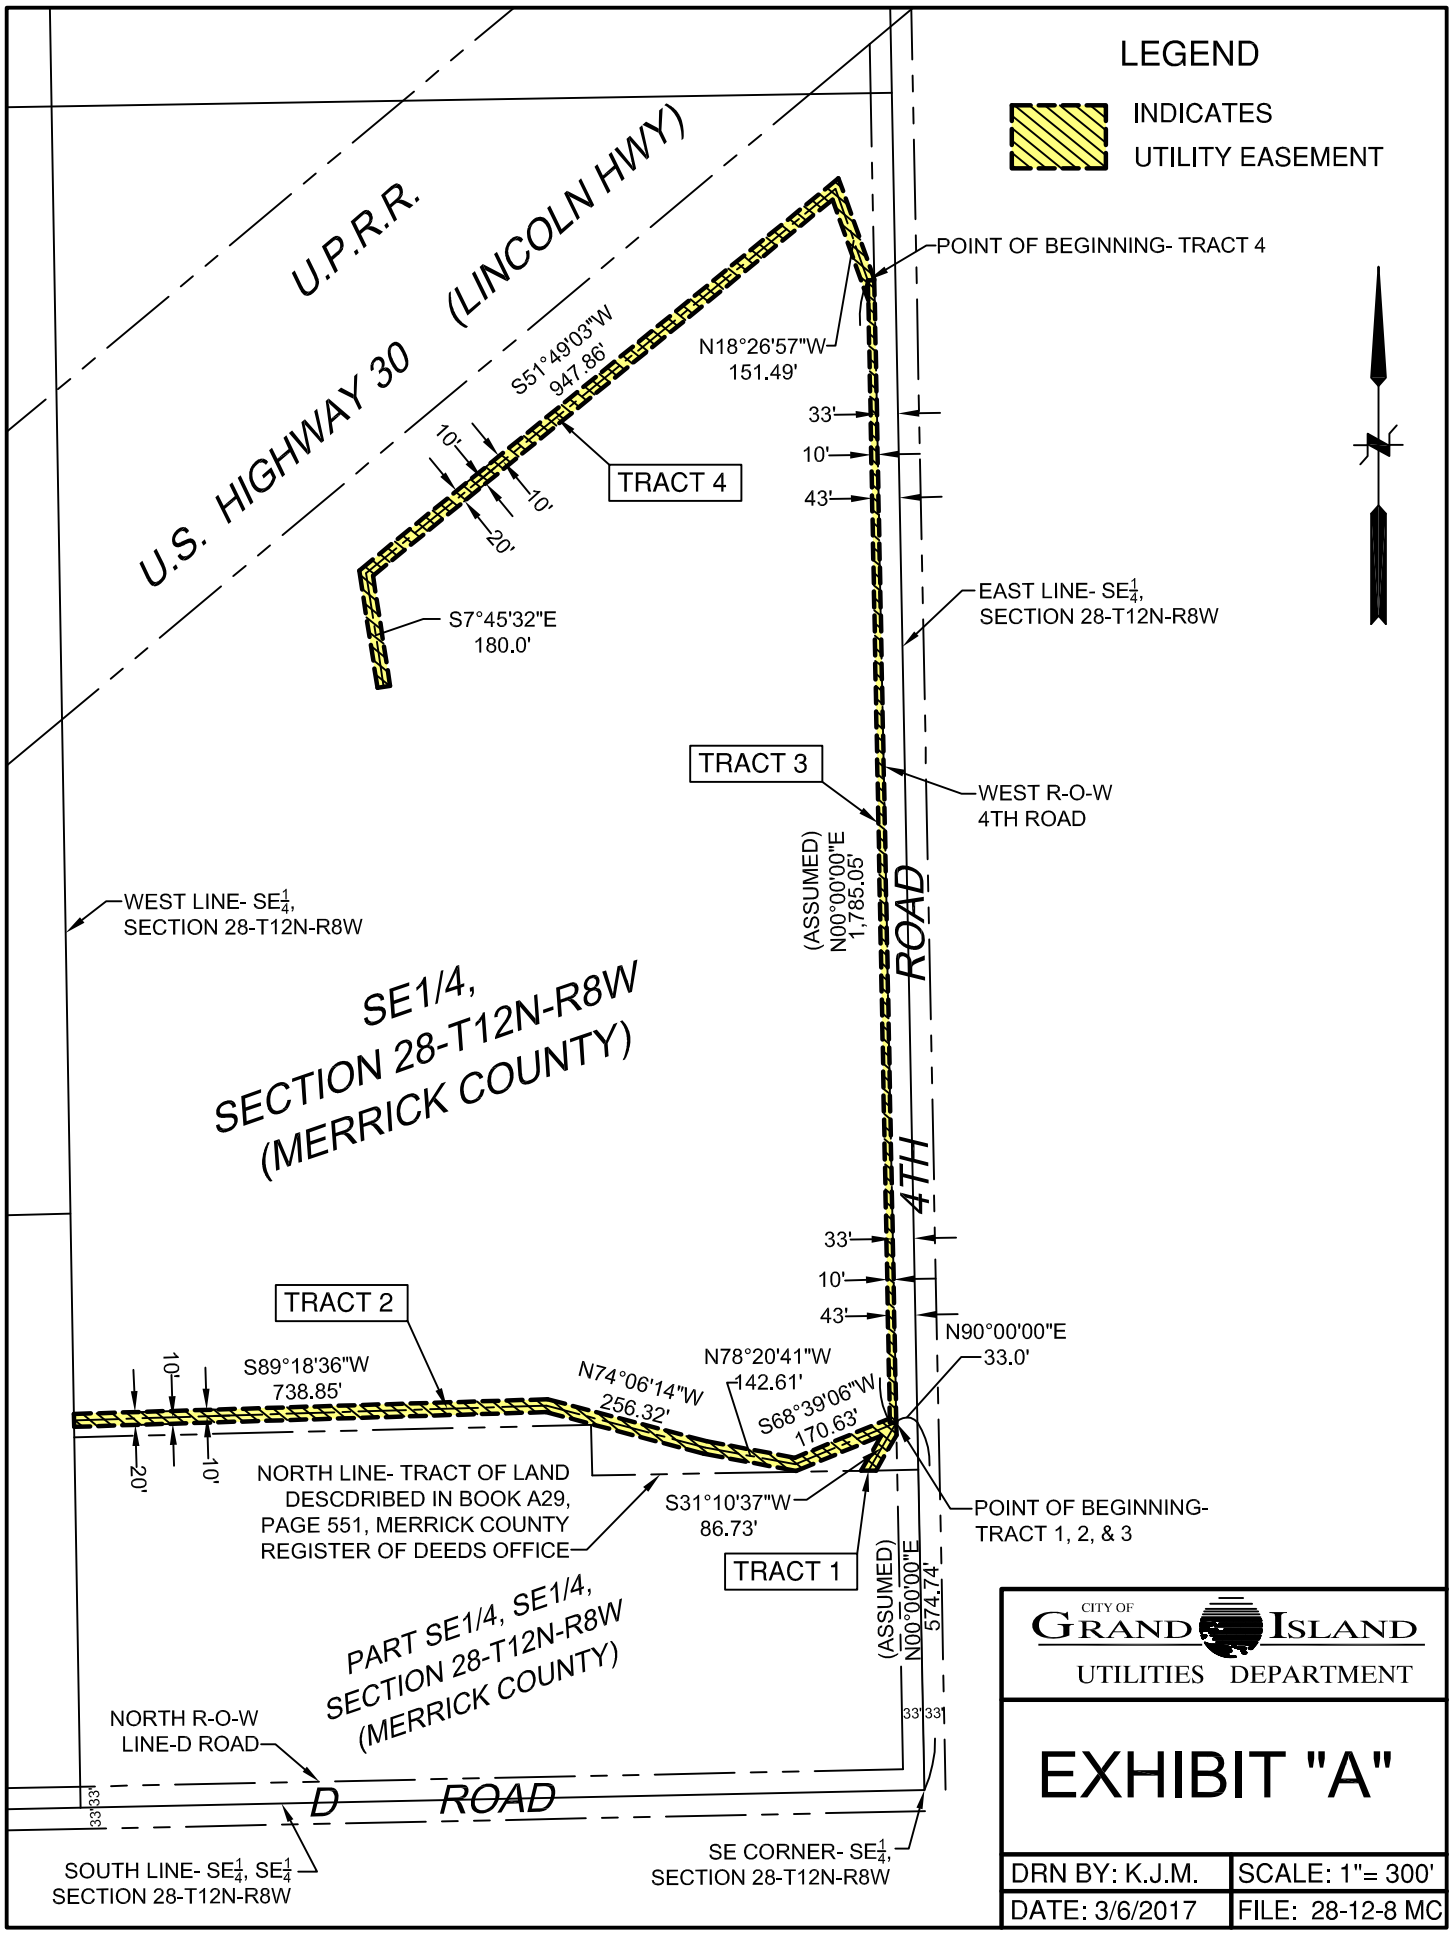 LEGEND
INDICATES
UTILITY EASEMENT
U.P.R.R.
U.S. HIGHWAY 30 (LINCOLN HWY)
POINT OF BEGINNING- TRACT 4
N18°26'57"W
151.49'
S51°49'03"W
947.86'
33'
10'
43'
10'
10'
20'
TRACT 4
EAST LINE- SE1/4,
SECTION 28-T12N-R8W
S7°45'32"E
180.0'
TRACT 3
WEST R-O-W
4TH ROAD
(ASSUMED)
N00°00'00"E
1,785.05'
4TH ROAD
WEST LINE- SE1/4,
SECTION 28-T12N-R8W
SE1/4,
SECTION 28-T12N-R8W
(MERRICK COUNTY)
33'
10'
43'
TRACT 2
N90°00'00"E
33.0'
10'
S89°18'36"W
738.85'
N74°06'14"W
256.32'
N78°20'41"W
142.61'
S68°39'06"W
170.63'
20'
10'
NORTH LINE- TRACT OF LAND
DESCDRIBED IN BOOK A29,
PAGE 551, MERRICK COUNTY
REGISTER OF DEEDS OFFICE
S31°10'37"W
86.73'
POINT OF BEGINNING-
TRACT 1, 2, & 3
TRACT 1
(ASSUMED)
N00°00'00"E
574.74'
PART SE1/4, SE1/4,
SECTION 28-T12N-R8W
(MERRICK COUNTY)
33' 33'
NORTH R-O-W
LINE-D ROAD
33' 33'
D ROAD
SOUTH LINE- SE1/4, SE1/4
SECTION 28-T12N-R8W
SE CORNER- SE1/4,
SECTION 28-T12N-R8W
CITY OF
GRAND ISLAND
UTILITIES DEPARTMENT
EXHIBIT "A"
DRN BY: K.J.M.
SCALE: 1"= 300'
DATE: 3/6/2017
FILE: 28-12-8 MC